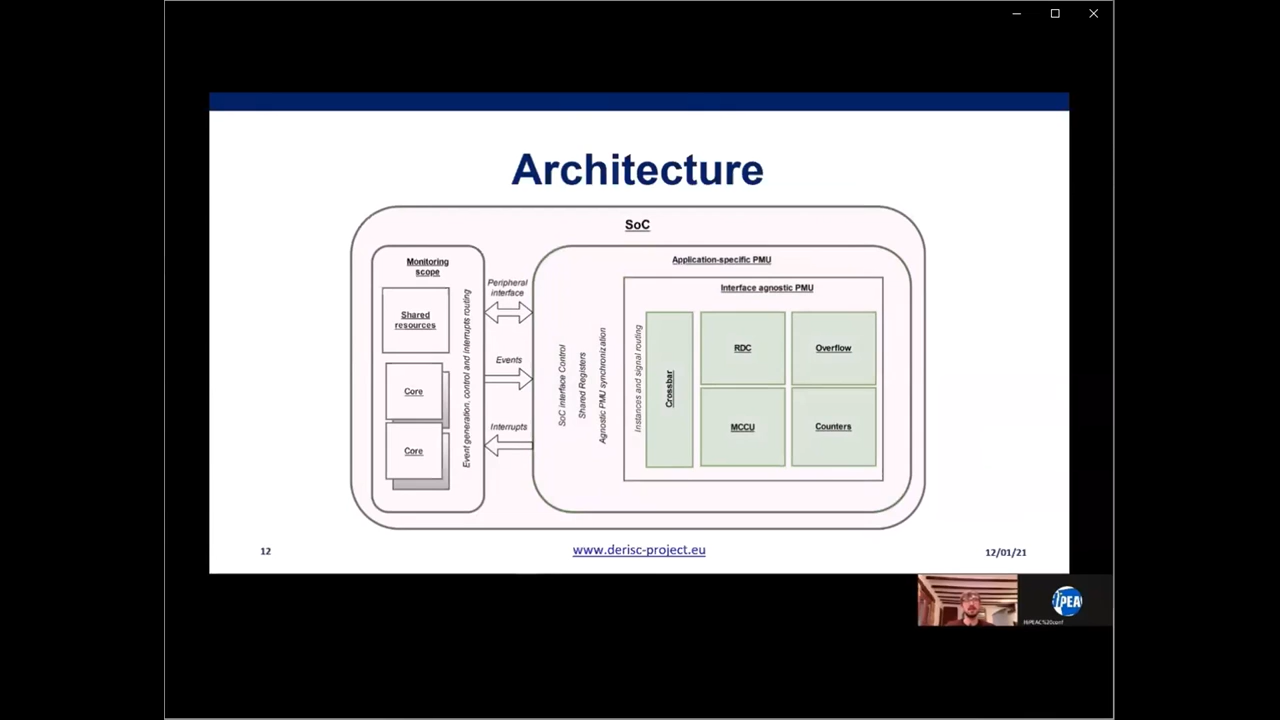 Architecture
SoC
Monitoring
scope
Shared
resources
Core
Core
Event generation, control and interrupts routing
Peripheral
interface
Events
Interrupts
Application-specific PMU
SoC interface Control
Shared Registers
Agnostic PMU synchronization
Interface agnostic PMU
Instances and signal routing
Crossbar
RDC
Overflow
MCCU
Counters
12
www.derisc-project.eu
12/01/21
HiPEAC%20conf